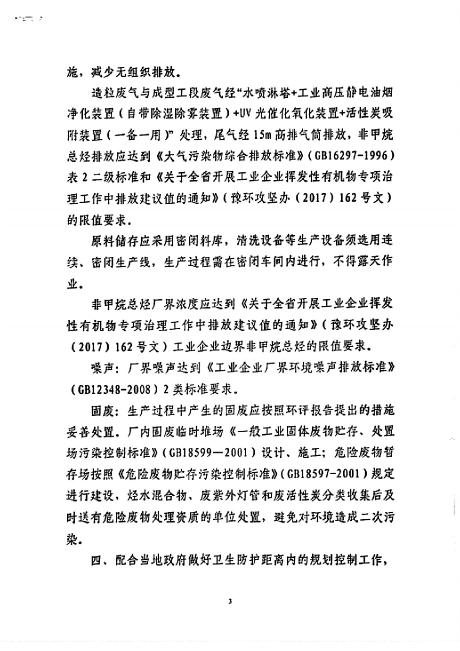 施，减少无组织排放。
造粒废气与成型工段废气经“水喷淋塔+工业高压静电油烟
净化装置（自带除湿除雾装置）+UV光催化氧化装置+活性炭吸
附装置（一备一用）”处理，尾气经15m高排气筒排放，非甲烷
总烃排放应达到《大气污染物综合排放标准》（GB16297-1996）
表2二级标准和《关于全省开展工业企业挥发性有机物专项治
理工作中排放建议值的通知》（豫环攻坚办（2017）162号文）
的限值要求。
原料储存应采用密闭料库，清洗设备等生产设备须选用连
续、密闭生产线，生产过程需在密闭车间内进行，不得露天作
业。
非甲烷总烃厂界浓度应达到《关于全省开展工业企业挥发
性有机物专项治理工作中排放建议值的通知》（豫环攻坚办
（2017）162号文）工业企业边界非甲烷总烃的限值要求。
噪声：厂界噪声达到《工业企业厂界环境噪声排放标准》
（GB12348-2008）2类标准要求。
固废：生产过程中产生的固废应按照环评报告提出的措施
妥善处置。厂内固废临时堆场《一般工业固体废物贮存、处置
场污染控制标准》（GB18599—2001）设计、施工；危险废物暂
存场按照《危险废物贮存污染控制标准》（GB18597-2001）规定
进行建设，烃水混合物、废紫外灯管和废活性炭分类收集后及
时送有危险废物处理资质的单位处置，避免对环境造成二次污
染。
四、配合当地政府做好卫生防护距离内的规划控制工作，
3